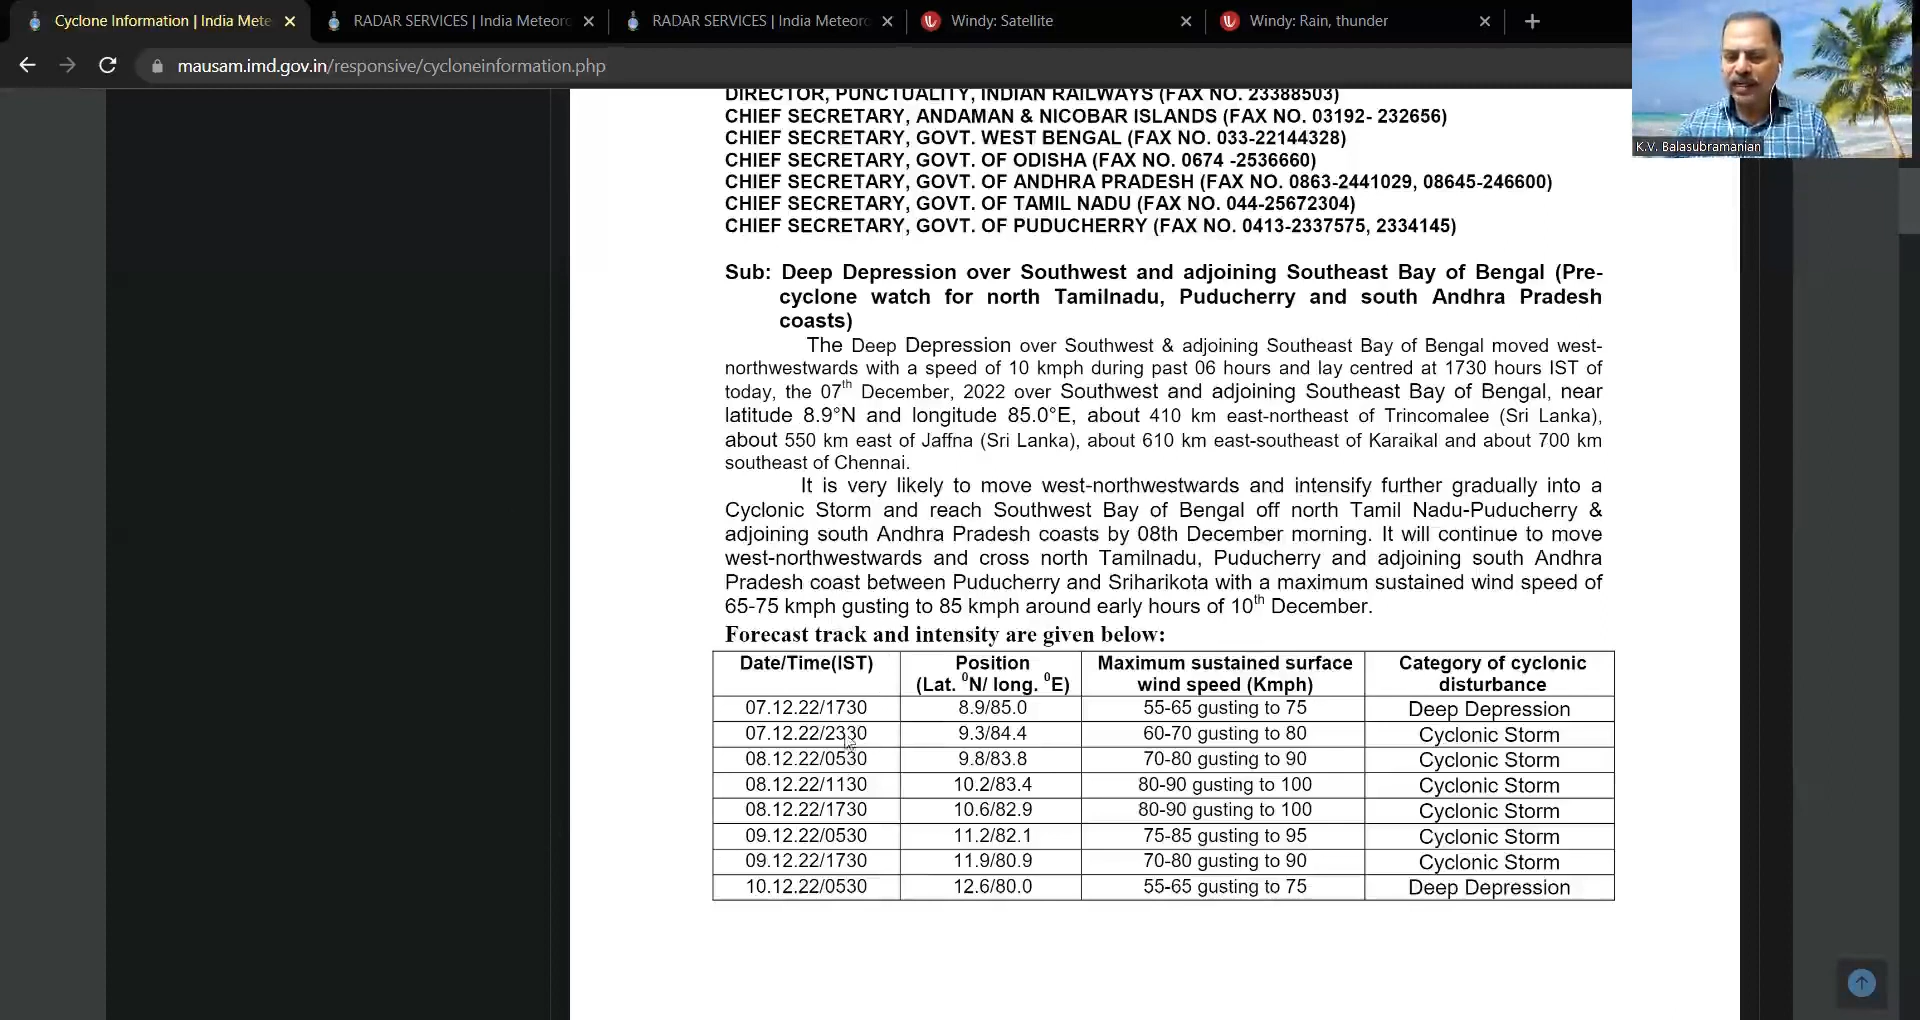 Cyclone Information | India Mete
RADAR SERVICES | India Meteoro
RADAR SERVICES | India Meteoro
Windy: Satellite
Windy: Rain, thunder
mausam.imd.gov.in/responsive/cycloneinformation.php
K.V. Balasubramanian
DIRECTOR, PUNCTUALITY, INDIAN RAILWAYS (FAX NO. 23388503)
CHIEF SECRETARY, ANDAMAN & NICOBAR ISLANDS (FAX NO. 03192- 232656)
CHIEF SECRETARY, GOVT. WEST BENGAL (FAX NO. 033-22144328)
CHIEF SECRETARY, GOVT. OF ODISHA (FAX NO. 0674 -2536660)
CHIEF SECRETARY, GOVT. OF ANDHRA PRADESH (FAX NO. 0863-2441029, 08645-246600)
CHIEF SECRETARY, GOVT. OF TAMIL NADU (FAX NO. 044-25672304)
CHIEF SECRETARY, GOVT. OF PUDUCHERRY (FAX NO. 0413-2337575, 2334145)
Sub: Deep Depression over Southwest and adjoining Southeast Bay of Bengal (Pre-
cyclone watch for north Tamilnadu, Puducherry and south Andhra Pradesh
coasts)
The Deep Depression over Southwest & adjoining Southeast Bay of Bengal moved west-
northwestwards with a speed of 10 kmph during past 06 hours and lay centred at 1730 hours IST of
today, the 07th December, 2022 over Southwest and adjoining Southeast Bay of Bengal, near
latitude 8.9°N and longitude 85.0°E, about 410 km east-northeast of Trincomalee (Sri Lanka),
about 550 km east of Jaffna (Sri Lanka), about 610 km east-southeast of Karaikal and about 700 km
southeast of Chennai.
It is very likely to move west-northwestwards and intensify further gradually into a
Cyclonic Storm and reach Southwest Bay of Bengal off north Tamil Nadu-Puducherry &
adjoining south Andhra Pradesh coasts by 08th December morning. It will continue to move
west-northwestwards and cross north Tamilnadu, Puducherry and adjoining south Andhra
Pradesh coast between Puducherry and Sriharikota with a maximum sustained wind speed of
65-75 kmph gusting to 85 kmph around early hours of 10th December.
Forecast track and intensity are given below:
Date/Time(IST) Position (Lat. 0N/ long. 0E) Maximum sustained surface wind speed (Kmph) Category of cyclonic disturbance
07.12.22/1730 8.9/85.0 55-65 gusting to 75 Deep Depression
07.12.22/2330 9.3/84.4 60-70 gusting to 80 Cyclonic Storm
08.12.22/0530 9.8/83.8 70-80 gusting to 90 Cyclonic Storm
08.12.22/1130 10.2/83.4 80-90 gusting to 100 Cyclonic Storm
08.12.22/1730 10.6/82.9 80-90 gusting to 100 Cyclonic Storm
09.12.22/0530 11.2/82.1 75-85 gusting to 95 Cyclonic Storm
09.12.22/1730 11.9/80.9 70-80 gusting to 90 Cyclonic Storm
10.12.22/0530 12.6/80.0 55-65 gusting to 75 Deep Depression